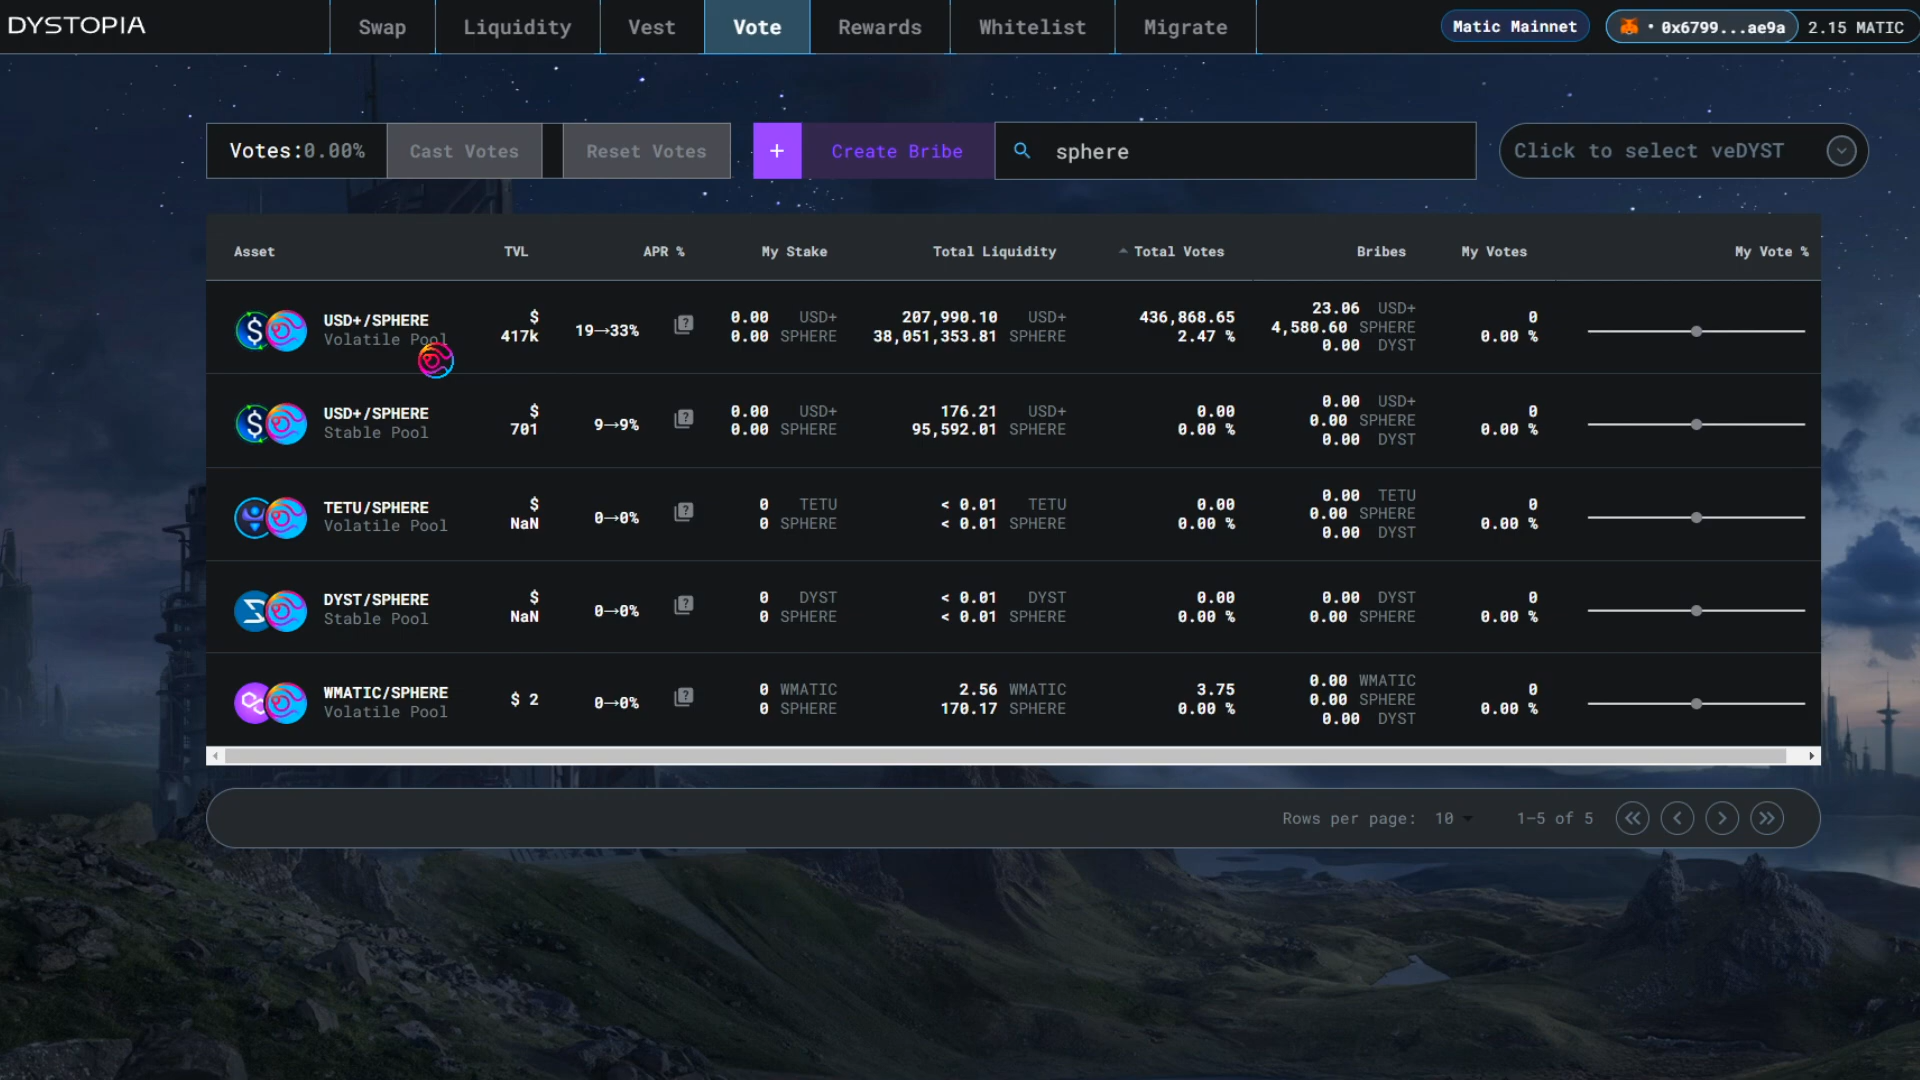 DYSTOPIA
Swap
Liquidity
Vest
Vote
Rewards
Whitelist
Migrate
Matic Mainnet
• 0x6799...ae9a
2.15 MATIC
Votes:0.00%
Cast Votes
Reset Votes
+
Create Bribe
sphere
Click to select veDYST
Asset
TVL
APR %
My Stake
Total Liquidity
Total Votes
Bribes
My Votes
My Vote %
USD+/SPHERE
Volatile Pool
$
417k
19→33%
0.00 USD+
0.00 SPHERE
207,990.10 USD+
38,051,353.81 SPHERE
436,868.65
2.47 %
23.06 USD+
4,580.60 SPHERE
0.00 DYST
0
0.00 %
USD+/SPHERE
Stable Pool
$
701
9→9%
0.00 USD+
0.00 SPHERE
176.21 USD+
95,592.01 SPHERE
0.00
0.00 %
0.00 USD+
0.00 SPHERE
0.00 DYST
0
0.00 %
TETU/SPHERE
Volatile Pool
$
NaN
0→0%
0 TETU
0 SPHERE
< 0.01 TETU
< 0.01 SPHERE
0.00
0.00 %
0.00 TETU
0.00 SPHERE
0.00 DYST
0
0.00 %
DYST/SPHERE
Stable Pool
$
NaN
0→0%
0 DYST
0 SPHERE
< 0.01 DYST
< 0.01 SPHERE
0.00
0.00 %
0.00 DYST
0.00 SPHERE
0
0.00 %
WMATIC/SPHERE
Volatile Pool
$ 2
0→0%
0 WMATIC
0 SPHERE
2.56 WMATIC
170.17 SPHERE
3.75
0.00 %
0.00 WMATIC
0.00 SPHERE
0.00 DYST
0
0.00 %
Rows per page: 10
1–5 of 5